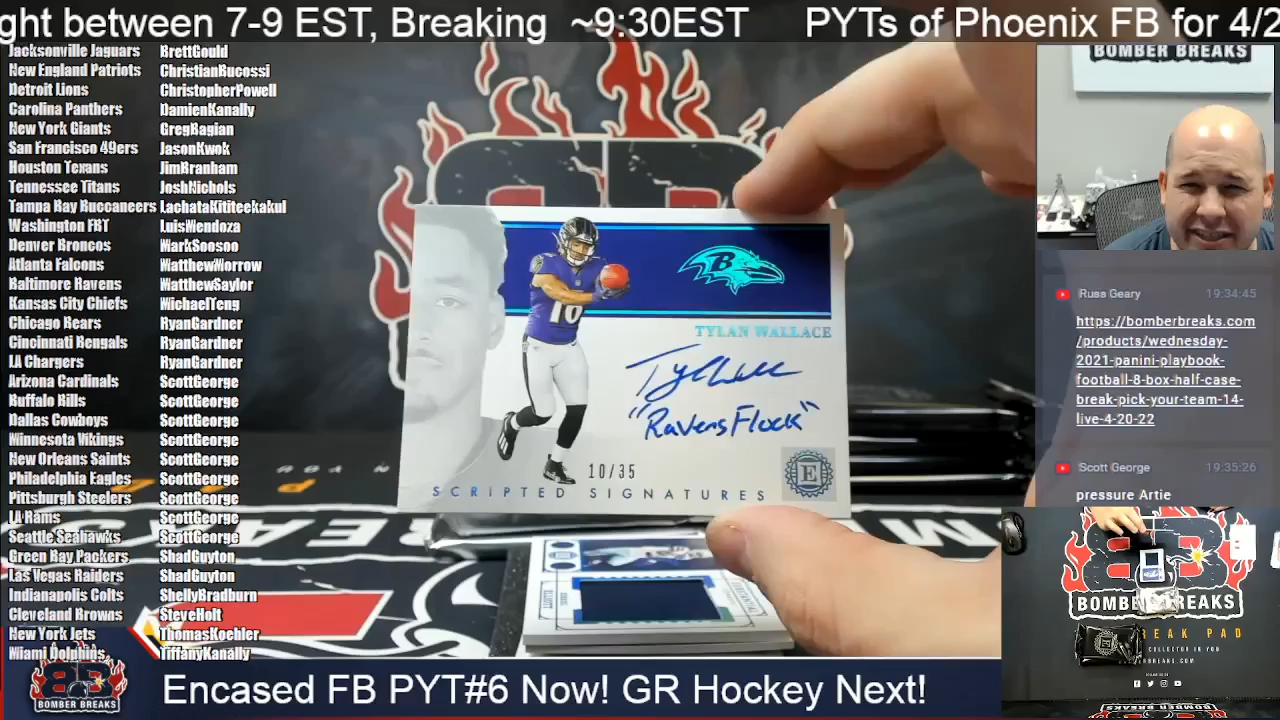 ght between 7-9 EST, Breaking ~9:30EST PYTs of Phoenix FB for 4/2
Jacksonville Jaguars BrettGould
New England Patriots ChristianBucossi
Detroit Lions ChristopherPowell
Carolina Panthers DamienKanally
New York Giants GregBagian
San Francisco 49ers JasonKwok
Houston Texans JimBranham
Tennessee Titans JoshNichols
Tampa Bay Buccaneers LachataKititeekakul
Washington FBT LuisMendoza
Denver Broncos MarkSoosoo
Atlanta Falcons MatthewMorrow
Baltimore Ravens MatthewSaylor
Kansas City Chiefs MichaelTeng
Chicago Bears RyanGardner
Cincinnati Bengals RyanGardner
LA Chargers RyanGardner
Arizona Cardinals ScottGeorge
Buffalo Bills ScottGeorge
Dallas Cowboys ScottGeorge
Minnesota Vikings ScottGeorge
New Orleans Saints ScottGeorge
Philadelphia Eagles ScottGeorge
Pittsburgh Steelers ScottGeorge
LA Rams ScottGeorge
Seattle Seahawks ScottGeorge
Green Bay Packers ShadGuyton
Las Vegas Raiders ShadGuyton
Indianapolis Colts ShellyBradburn
Cleveland Browns SteveHolt
New York Jets ThomasKoehler
Miami Dolphins TiffanyKanally
BOMBER BREAKS
Encased FB PYT#6 Now! GR Hockey Next!
B
16
TYLAN WALLACE
Ty Wallace
"RavensFlock"
10/35
E
SCRIPTED SIGNATURES
BOMBER BREAKS
Russ Geary 19:34:45
https://bomberbreaks.com
/products/wednesday-
2021-panini-playbook-
football-8-box-half-case-
break-pick-your-team-14-
live-4-20-22
Scott George 19:35:26
pressure Artie
BOMBER BREAKS
REAK PAD
COLLECTOR IN YOU